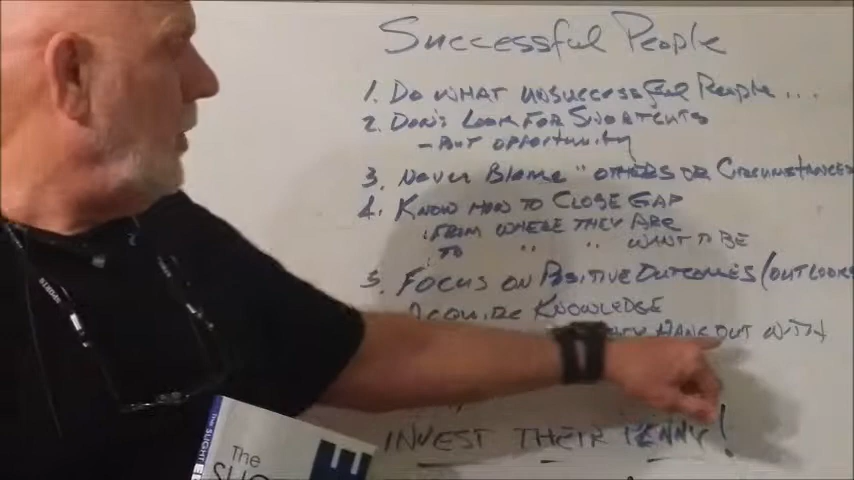 Successful People
1. DO WHAT UNSUCCESSFUL PEOPLE...
2. DON'T LOOK FOR SHORTCUTS
- BUT OPPORTUNITY
3. NEVER BLAME " OTHERS OR CIRCUMSTANCES
4. KNOW HOW TO CLOSE GAP
FROM WHERE THEY ARE
TO " " WANT TO BE
5. FOCUS ON POSITIVE OUTCOMES/OUTLOOK
KNOWLEDGE
HANG OUT WITH
INVEST THEIR PENNY!
The
the SLIGHT